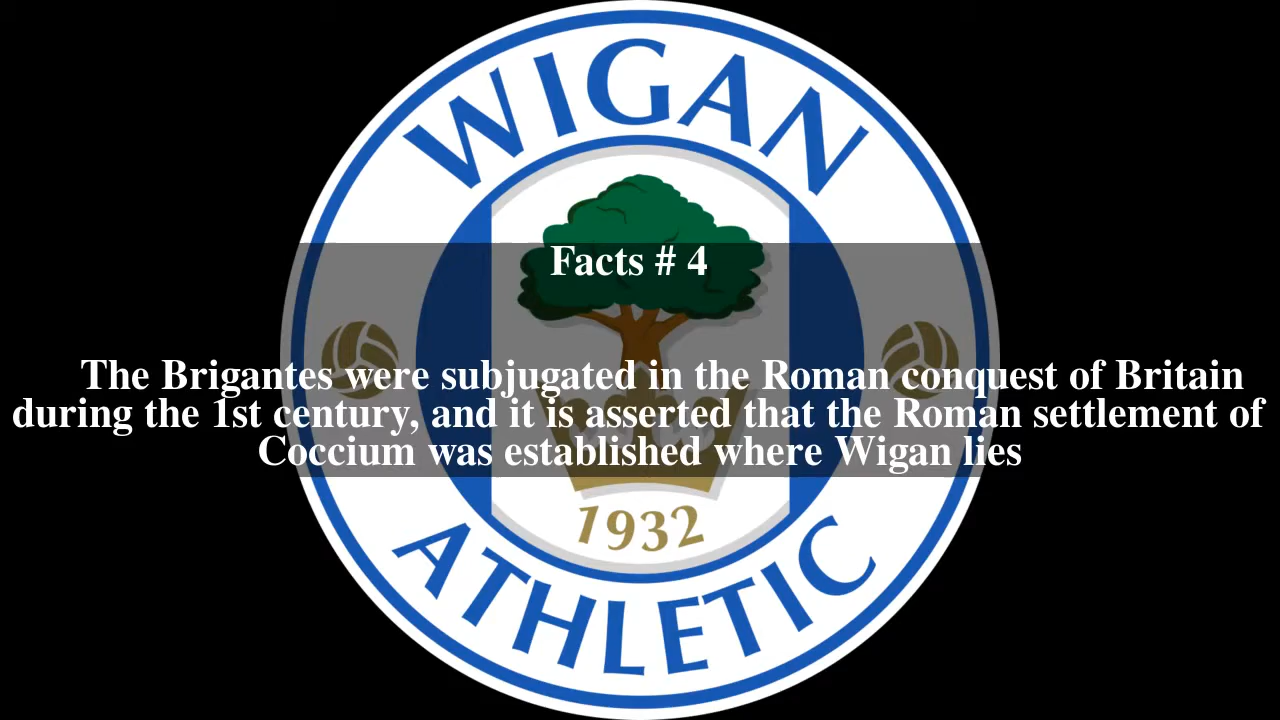 WIGAN
Facts # 4
The Brigantes were subjugated in the Roman conquest of Britain
during the 1st century, and it is asserted that the Roman settlement of
Coccium was established where Wigan lies
1932
ATHLETIC